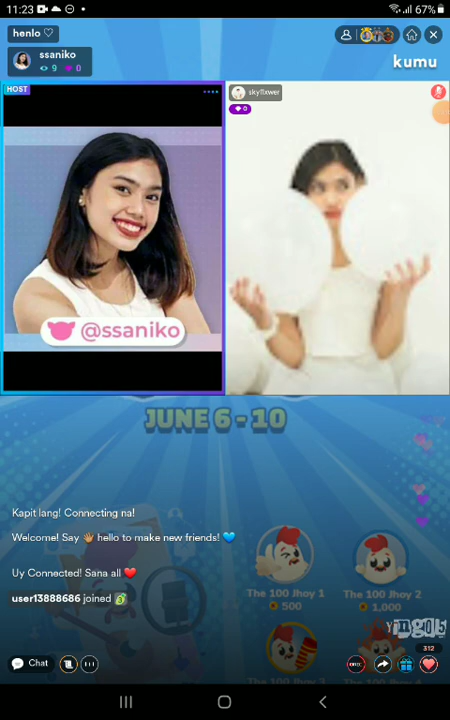 11:23
67%
henlo ♡
ssaniko
9 0
kumu
HOST
sky11xwer
0
@ssaniko
JUNE 6 - 10
Kapit lang! Connecting na!
Welcome! Say 👋 hello to make new friends! 💙
Uy Connected! Sana all ❤️
user13888686 joined
The 100 Jhoy 1
500
The 100 Jhoy 2
1,000
312
Chat